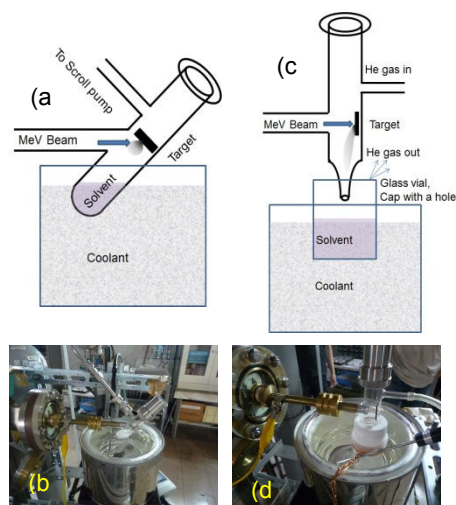 (a
To Scroll pump
MeV Beam
Target
Solvent
Coolant
(c
He gas in
MeV Beam
Target
He gas out
Glass vial,
Cap with a hole
Solvent
Coolant
(b
(d